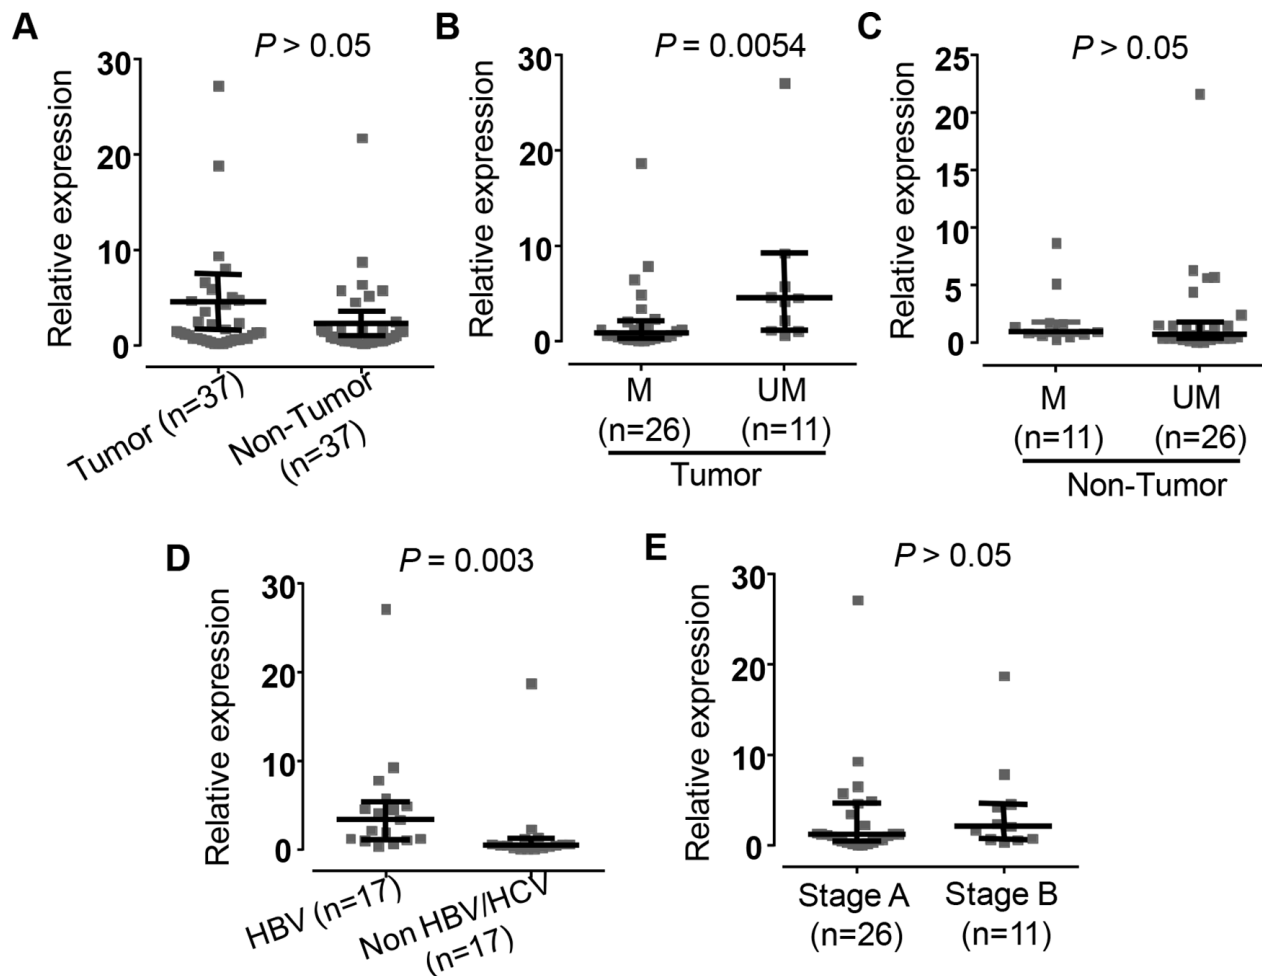 A
P > 0.05
Relative expression
30
20
10
0
Tumor (n=37)
Non-Tumor
(n=37)
B
P = 0.0054
Relative expression
30
20
10
0
M
(n=26)
UM
(n=11)
Tumor
C
P > 0.05
Relative expression
25
20
15
10
5
0
M
(n=11)
UM
(n=26)
Non-Tumor
D
P = 0.003
Relative expression
30
20
10
0
HBV (n=17)
Non HBV/HCV
(n=17)
E
P > 0.05
Relative expression
30
20
10
0
Stage A
(n=26)
Stage B
(n=11)